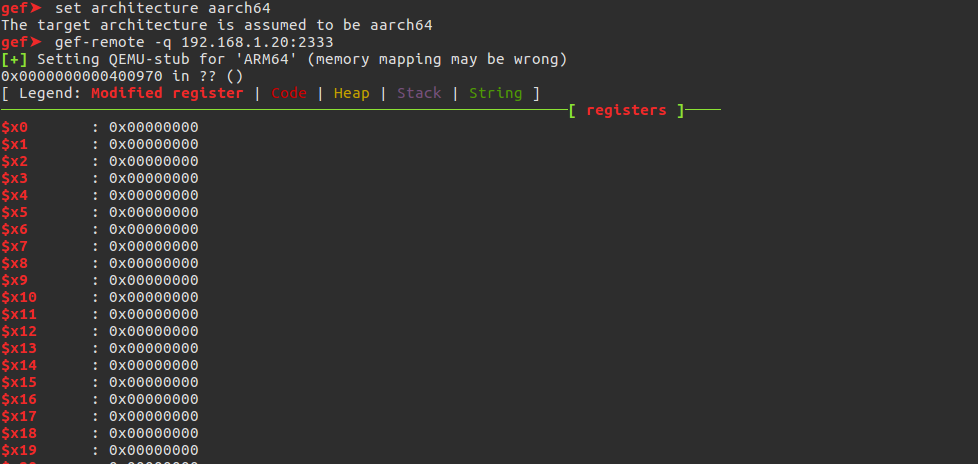 gef➤  set architecture aarch64
The target architecture is assumed to be aarch64
gef➤  gef-remote -q 192.168.1.20:2333
[+] Setting QEMU-stub for 'ARM64' (memory mapping may be wrong)
0x0000000000400970 in ?? ()
[ Legend: Modified register | Code | Heap | Stack | String ]
[ registers ]
$x0 : 0x00000000
$x1 : 0x00000000
$x2 : 0x00000000
$x3 : 0x00000000
$x4 : 0x00000000
$x5 : 0x00000000
$x6 : 0x00000000
$x7 : 0x00000000
$x8 : 0x00000000
$x9 : 0x00000000
$x10 : 0x00000000
$x11 : 0x00000000
$x12 : 0x00000000
$x13 : 0x00000000
$x14 : 0x00000000
$x15 : 0x00000000
$x16 : 0x00000000
$x17 : 0x00000000
$x18 : 0x00000000
$x19 : 0x00000000